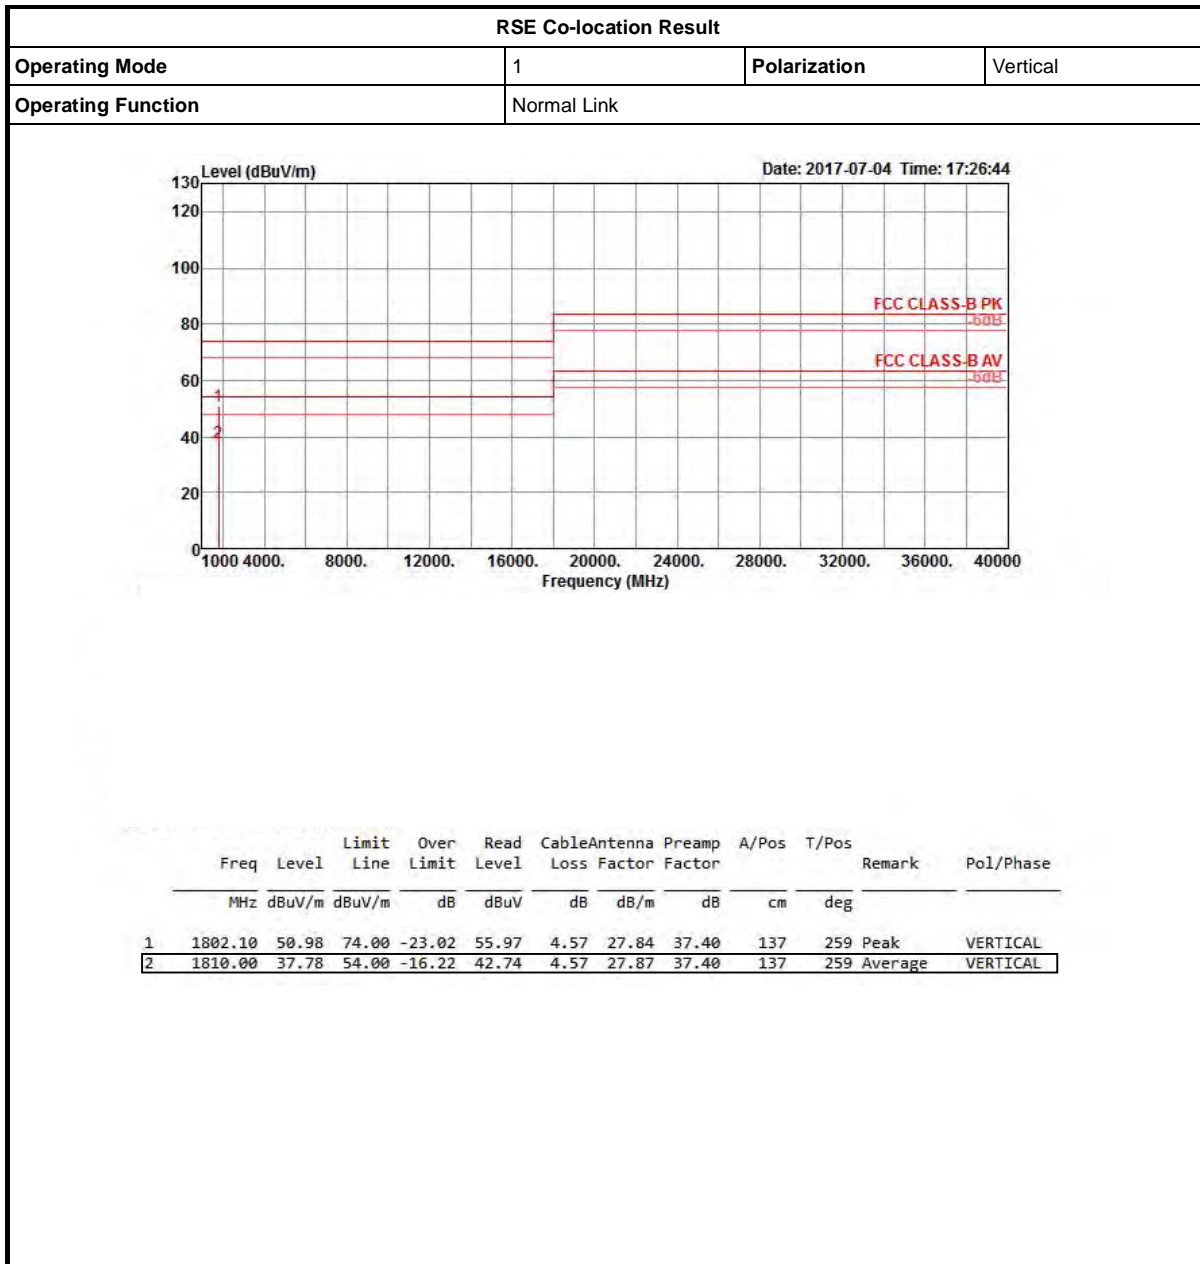 RSE Co-location Result
Operating Mode 1 Polarization Vertical
Operating Function Normal Link
Level (dBuV/m) Date: 2017-07-04 Time: 17:26:44
130
120
100
FCC CLASS-B PK
80 -6dB
FCC CLASS-B AV
60 -6dB
1
40 2
20
0
1000 4000. 8000. 12000. 16000. 20000. 24000. 28000. 32000. 36000. 40000
Frequency (MHz)
Limit Over Read CableAntenna Preamp A/Pos T/Pos
Freq Level Line Limit Level Loss Factor Factor Remark Pol/Phase
MHz dBuV/m dBuV/m dB dBuV dB dB/m dB cm deg
1 1802.10 50.98 74.00 -23.02 55.97 4.57 27.84 37.40 137 259 Peak VERTICAL
2 1810.00 37.78 54.00 -16.22 42.74 4.57 27.87 37.40 137 259 Average VERTICAL